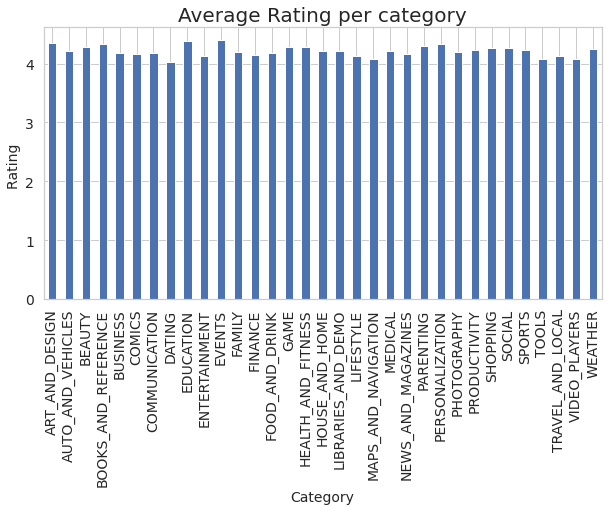 Average Rating per category
Rating
4
3
2
1
0
ART_AND_DESIGN
AUTO_AND_VEHICLES
BEAUTY
BOOKS_AND_REFERENCE
BUSINESS
COMICS
COMMUNICATION
DATING
EDUCATION
ENTERTAINMENT
EVENTS
FAMILY
FINANCE
FOOD_AND_DRINK
GAME
HEALTH_AND_FITNESS
HOUSE_AND_HOME
LIBRARIES_AND_DEMO
LIFESTYLE
MAPS_AND_NAVIGATION
MEDICAL
NEWS_AND_MAGAZINES
PARENTING
PERSONALIZATION
PHOTOGRAPHY
PRODUCTIVITY
SHOPPING
SOCIAL
SPORTS
TOOLS
TRAVEL_AND_LOCAL
VIDEO_PLAYERS
WEATHER
Category